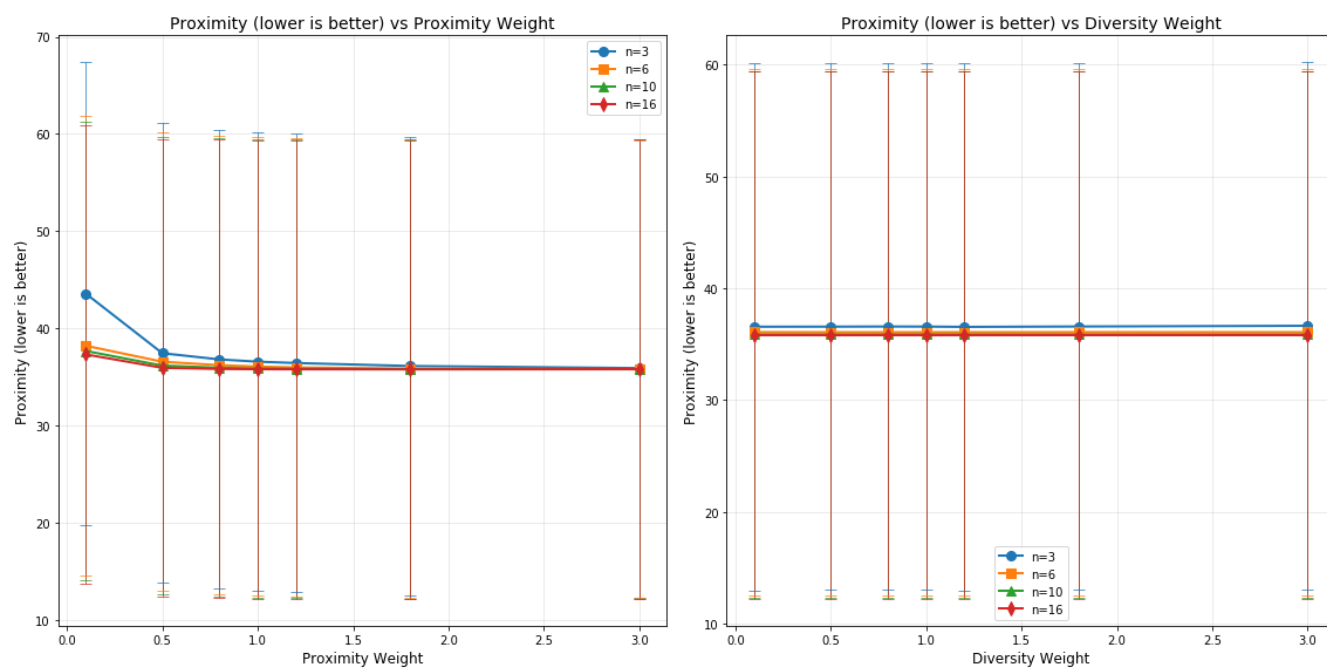 Proximity (lower is better) vs Proximity Weight
70
60
50
40
30
20
10
Proximity (lower is better)
n=3
n=6
n=10
n=16
0.0 0.5 1.0 1.5 2.0 2.5 3.0
Proximity Weight
Proximity (lower is better) vs Diversity Weight
60
50
40
30
20
10
Proximity (lower is better)
n=3
n=6
n=10
n=16
0.0 0.5 1.0 1.5 2.0 2.5 3.0
Diversity Weight